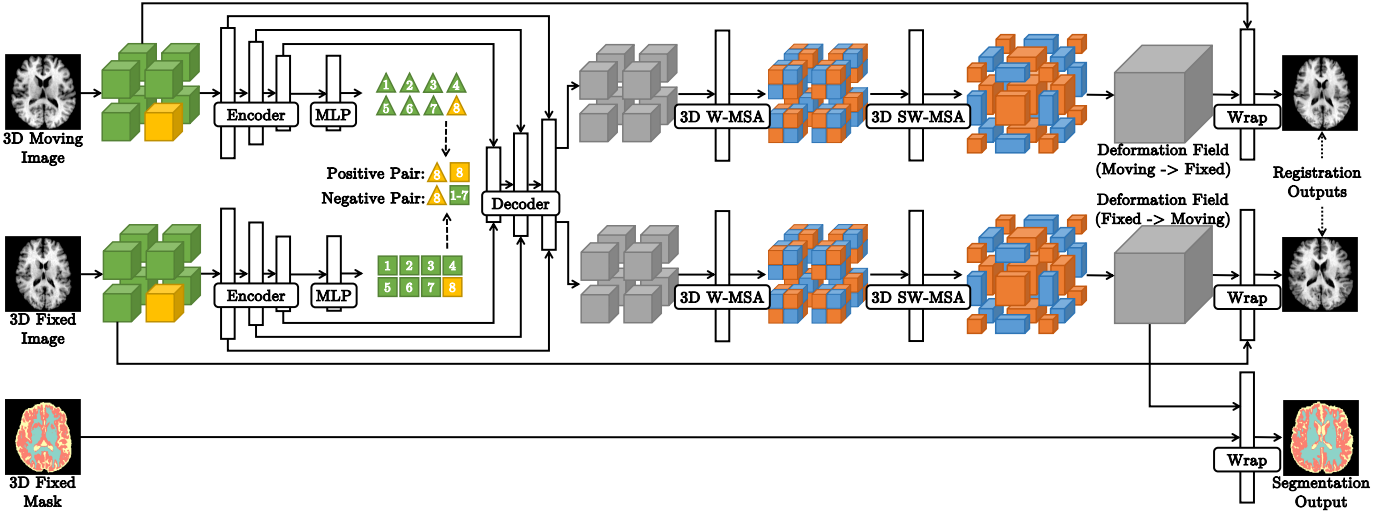 3D Moving
Image
Encoder
MLP
1 2 3 4
5 6 7 8
Positive Pair: 8 8
Negative Pair: 8 1-7
Decoder
3D W-MSA
3D SW-MSA
Deformation Field
(Moving -> Fixed)
Wrap
Registration
Outputs
3D Fixed
Image
Encoder
MLP
1 2 3 4
5 6 7 8
3D W-MSA
3D SW-MSA
Deformation Field
(Fixed -> Moving)
Wrap
3D Fixed
Mask
Wrap
Segmentation
Output